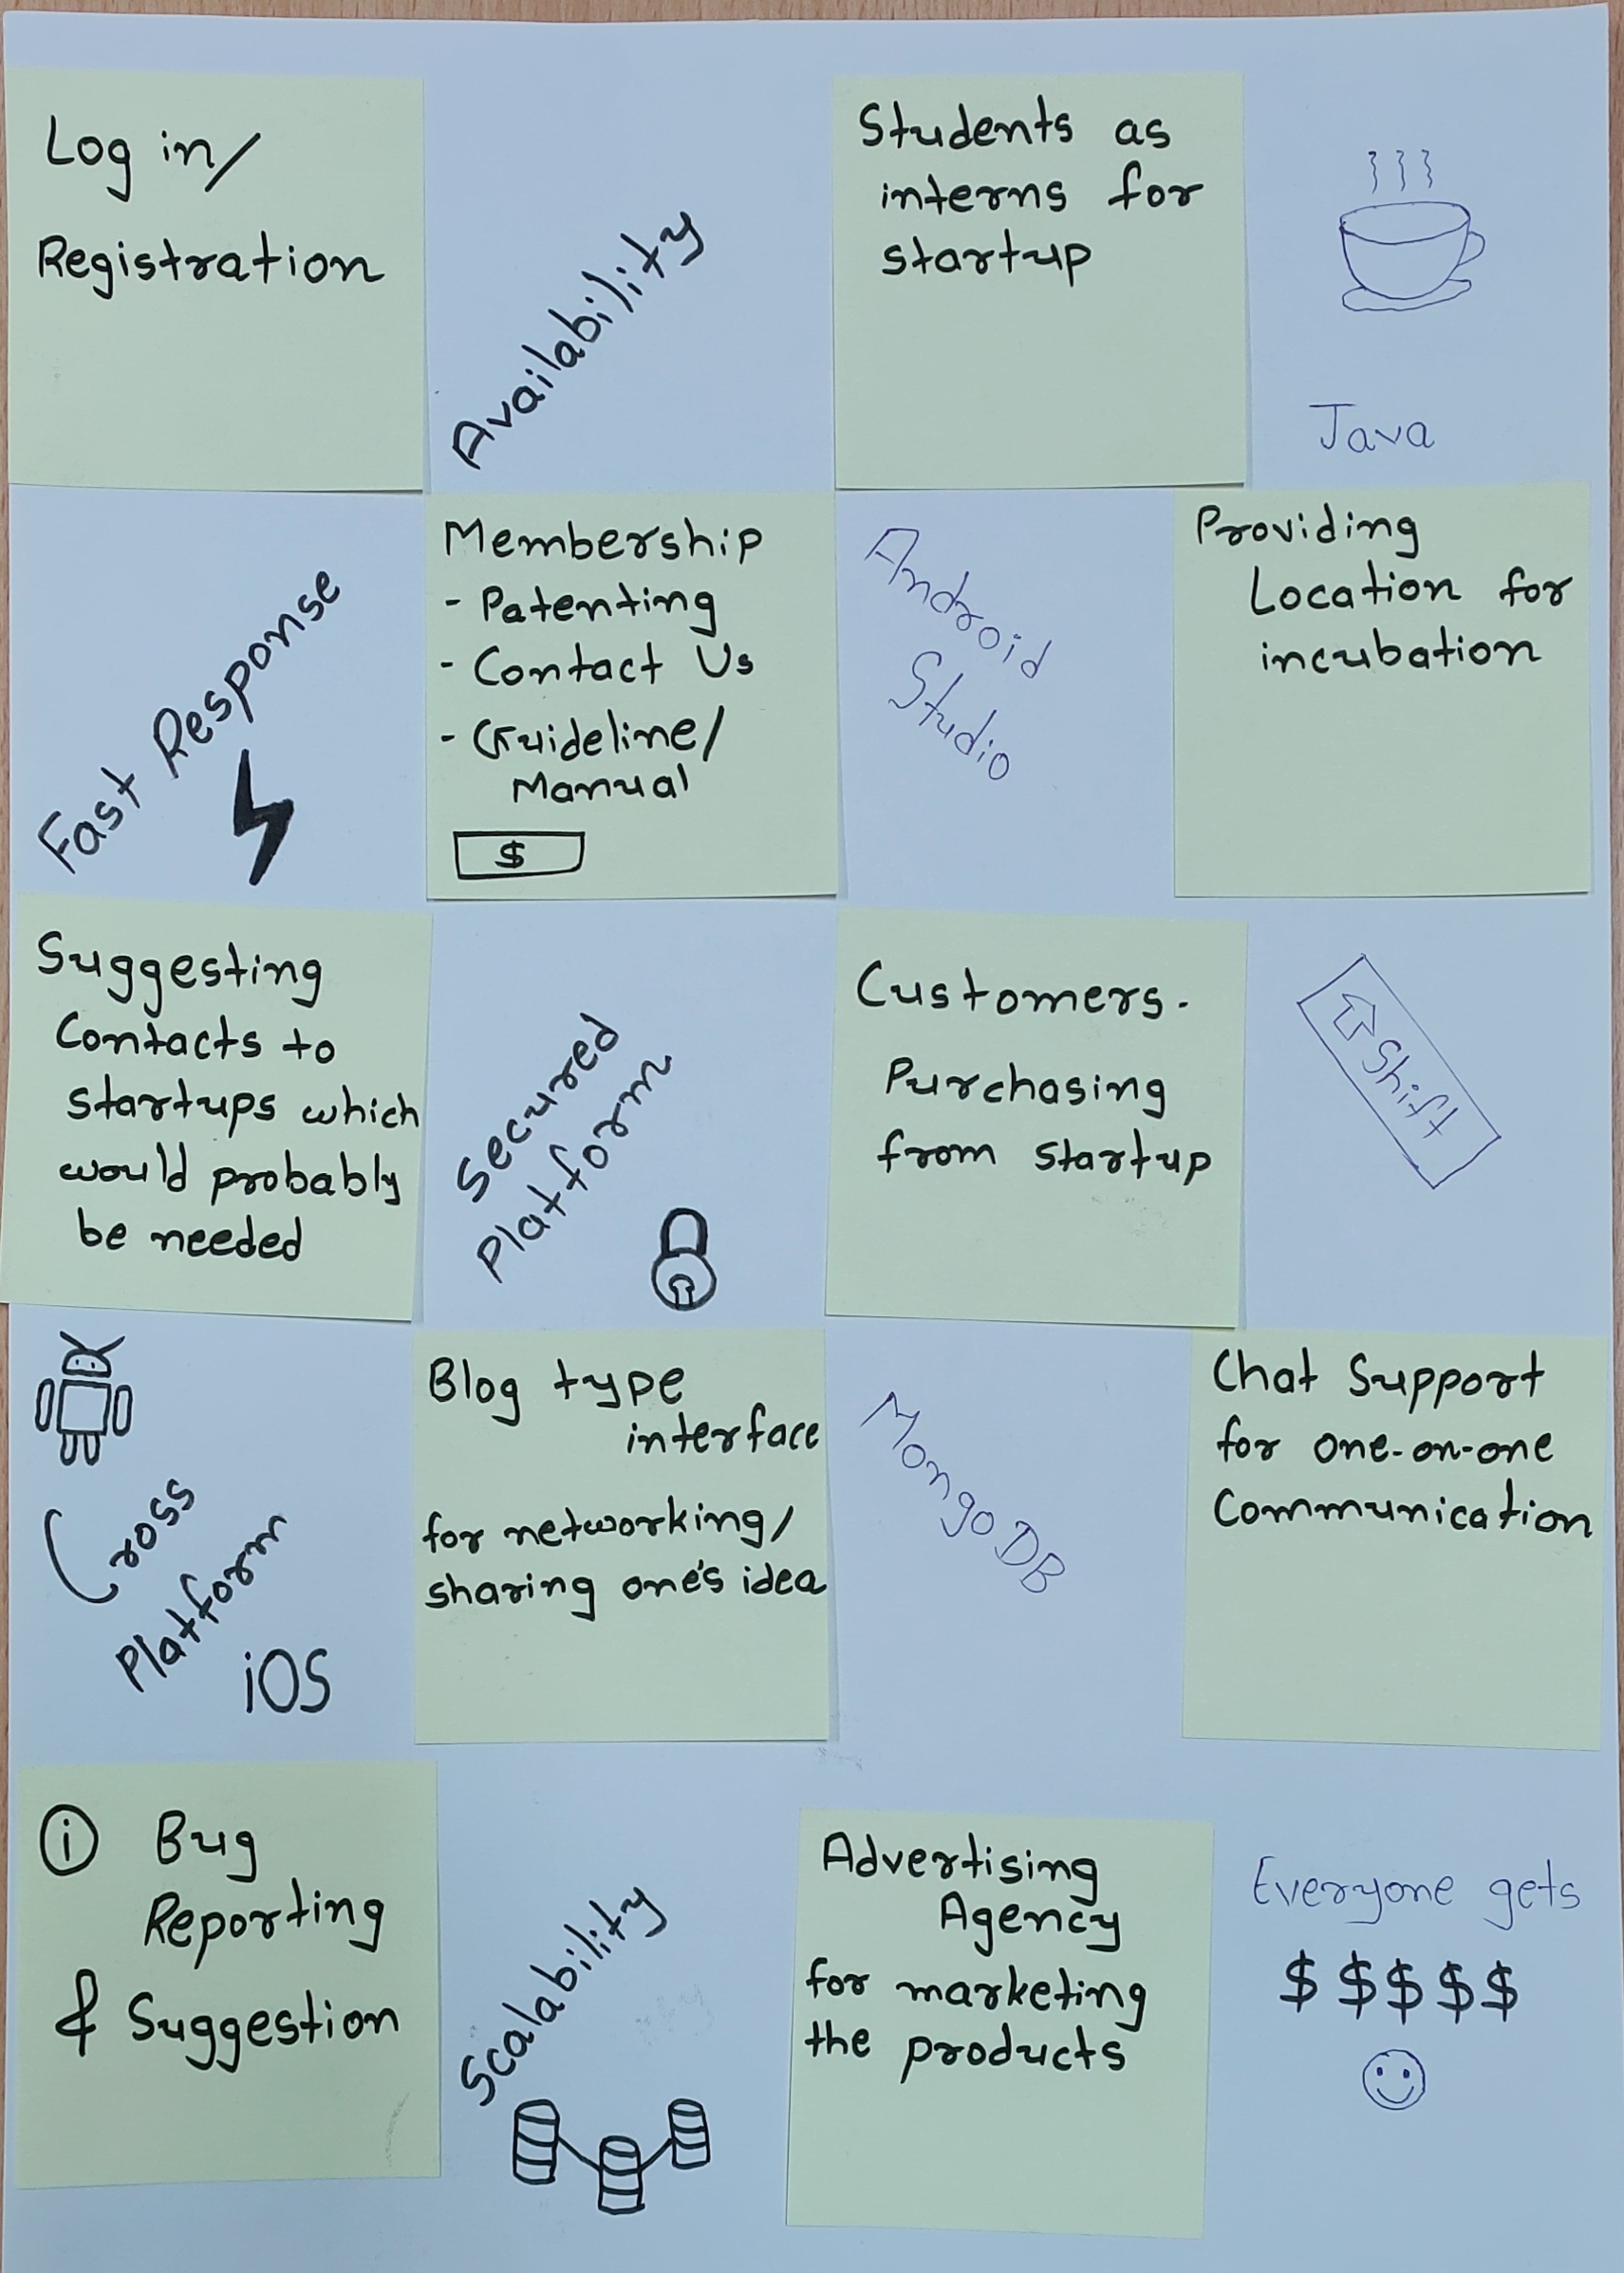 Log in/
Registration
Availability
Students as
interns for
startup
Java
Fast Response
Membership
- Patenting
- Contact Us
- Guideline/
Manual
$
Android
Studio
Providing
Location for
incubation
Suggesting
Contacts to
startups which
would probably
be needed
Secured
Platform
Customers.
Purchasing
from startup
Shift
Cross
Platform
iOS
Blog type
interface
for networking/
sharing one's idea
MongoDB
Chat Support
for one-on-one
Communication
i Bug
Reporting
& Suggestion
Scalability
Advertising
Agency
for marketing
the products
Everyone gets
$ $ $ $ $